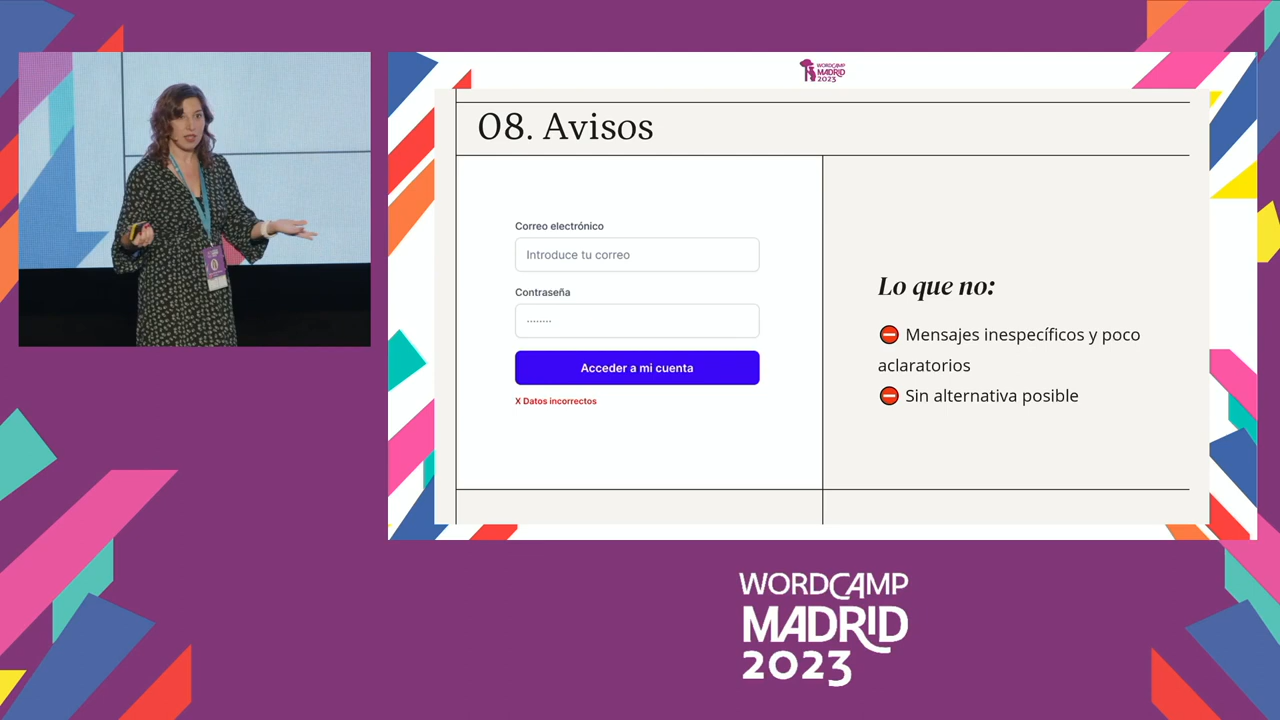 WORDCAMP
MADRID
2023
08. Avisos
Correo electrónico
Introduce tu correo
Contraseña
········
Acceder a mi cuenta
X Datos incorrectos
Lo que no:
⛔ Mensajes inespecíficos y poco
aclaratorios
⛔ Sin alternativa posible
WORDCAMP
MADRID
2023